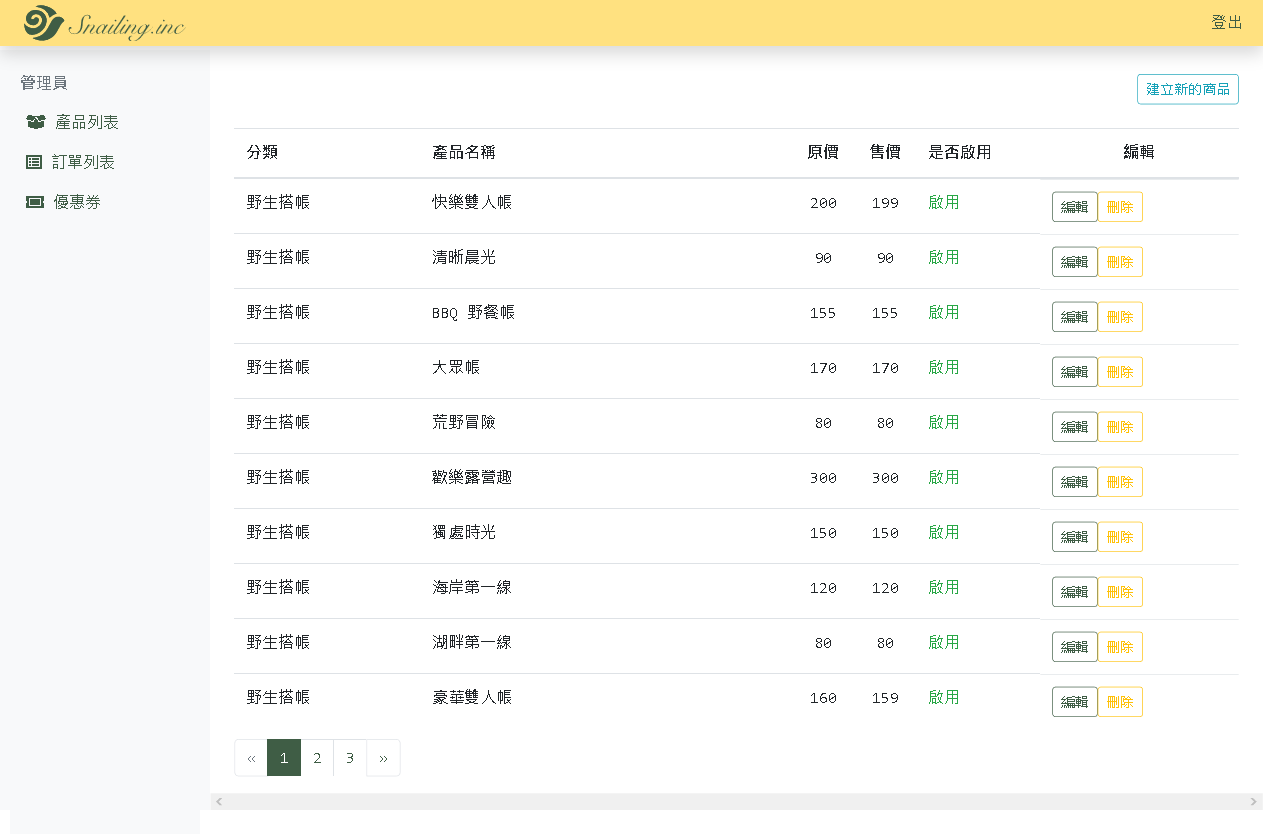 Snailing.inc
登出
管理員
產品列表
訂單列表
優惠券
建立新的商品
分類 產品名稱 原價 售價 是否啟用 編輯
野生搭帳 快樂雙人帳 200 199 啟用 編輯 刪除
野生搭帳 清晰晨光 90 90 啟用 編輯 刪除
野生搭帳 BBQ 野餐帳 155 155 啟用 編輯 刪除
野生搭帳 大眾帳 170 170 啟用 編輯 刪除
野生搭帳 荒野冒險 80 80 啟用 編輯 刪除
野生搭帳 歡樂露營趣 300 300 啟用 編輯 刪除
野生搭帳 獨處時光 150 150 啟用 編輯 刪除
野生搭帳 海岸第一線 120 120 啟用 編輯 刪除
野生搭帳 湖畔第一線 80 80 啟用 編輯 刪除
野生搭帳 豪華雙人帳 160 159 啟用 編輯 刪除
« 1 2 3 »